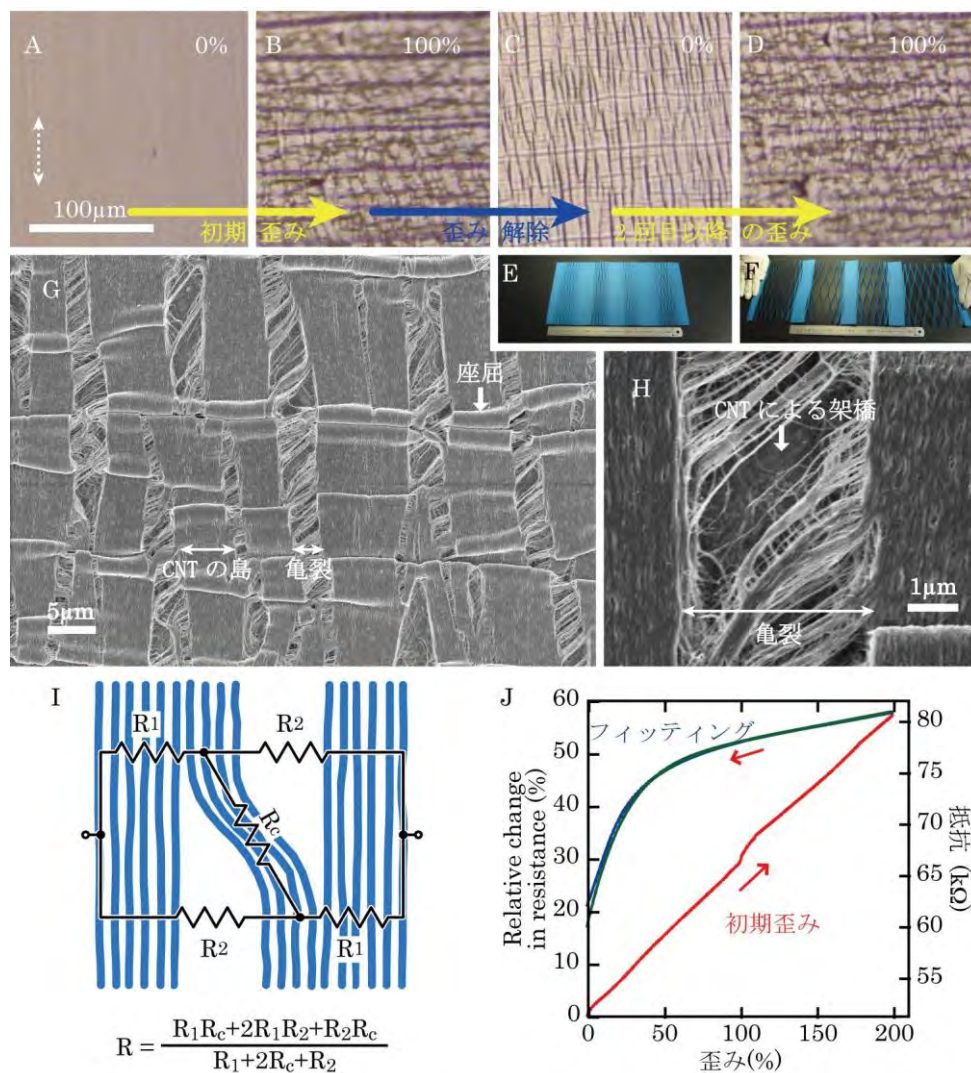 A
0%
B
100%
C
0%
D
100%
100μm
初期歪み
歪み解除
2回目以降の歪み
E
F
G
座屈
CNTの島
亀裂
5μm
H
CNTによる架橋
亀裂
1μm
I
R1
R2
Rc
R2
R1
R = R₁R_c+2R₁R₂+R₂R_c / R₁+2R_c+R₂
J
60
50
40
30
20
10
0
Relative change
in resistance (%)
フィッティング
初期歪み
80
75
70
65
60
55
抵抗
(kΩ)
0
50
100
150
200
歪み(%)